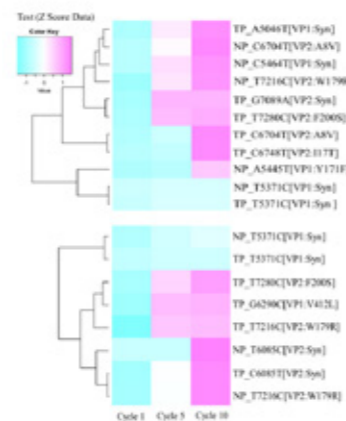 Test (Z Score Data)
Color Key
Value
TP_A5046T[VP1:Syn]
NP_C6704T[VP2:A8V]
NP_C5464T[VP1:Syn]
NP_T7216C[VP2:W179R
TP_G7089A[VP2:Syn]
TP_T7280C[VP2:F200S]
TP_C6704T[VP2:A8V]
TP_C6748T[VP2:I17T]
NP_A5445T[VP1:Y171F
NP_T5371C[VP1:Syn]
TP_T5371C[VP1:Syn]
NP_T5371C[VP1:Syn]
TP_T5371C[VP1:Syn]
TP_T7280C[VP2:F200S]
TP_G6290C[VP1:V412L]
TP_T7216C[VP2:W179R]
NP_T6085C[VP2:Syn]
TP_C6085T[VP2:Syn]
NP_T7216C[VP2:W179R]
Cycle 1 Cycle 5 Cycle 10